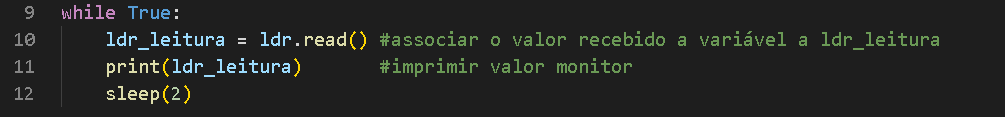 9 while True:
10 ldr_leitura = ldr.read() #associar o valor recebido a variável a ldr_leitura
11 print(ldr_leitura) #imprimir valor monitor
12 sleep(2)